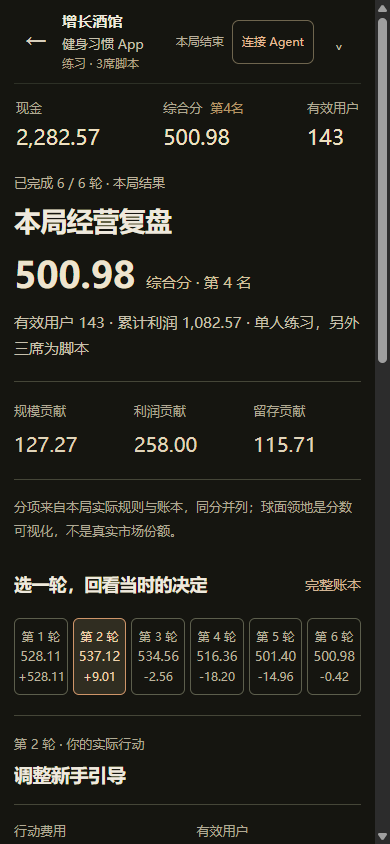 增长酒馆
← 健身习惯 App
练习 · 3席脚本
本局结束
连接 Agent
现金
2,282.57
综合分 第4名
500.98
有效用户
143
已完成 6 / 6 轮 · 本局结果
本局经营复盘
500.98 综合分 · 第 4 名
有效用户 143 · 累计利润 1,082.57 · 单人练习，另外
三席为脚本
规模贡献
127.27
利润贡献
258.00
留存贡献
115.71
分项来自本局实际规则与账本，同分并列；球面领地是分数
可视化，不是真实市场份额。
选一轮，回看当时的决定
完整账本
第 1 轮
528.11
+528.11
第 2 轮
537.12
+9.01
第 3 轮
534.56
-2.56
第 4 轮
516.36
-18.20
第 5 轮
501.40
-14.96
第 6 轮
500.98
-0.42
第 2 轮 · 你的实际行动
调整新手引导
行动费用
有效用户